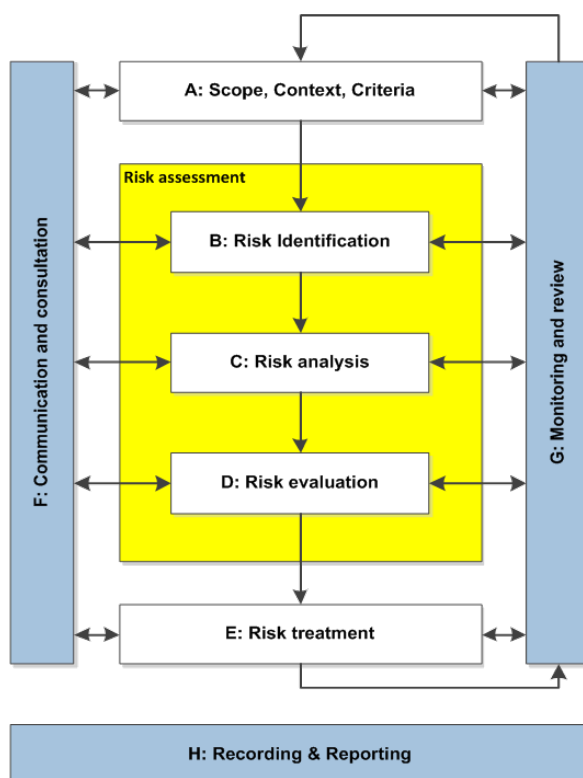 A: Scope, Context, Criteria
Risk assessment
B: Risk Identification
C: Risk analysis
D: Risk evaluation
E: Risk treatment
F: Communication and consultation
G: Monitoring and review
H: Recording & Reporting